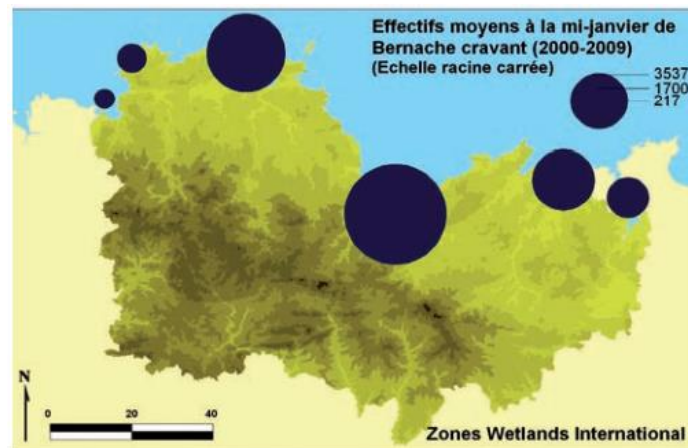 Effectifs moyens à la mi-janvier de
Bernache cravant (2000-2009)
(Echelle racine carrée)
3537
1700
217
N
0 20 40
Zones Wetlands International